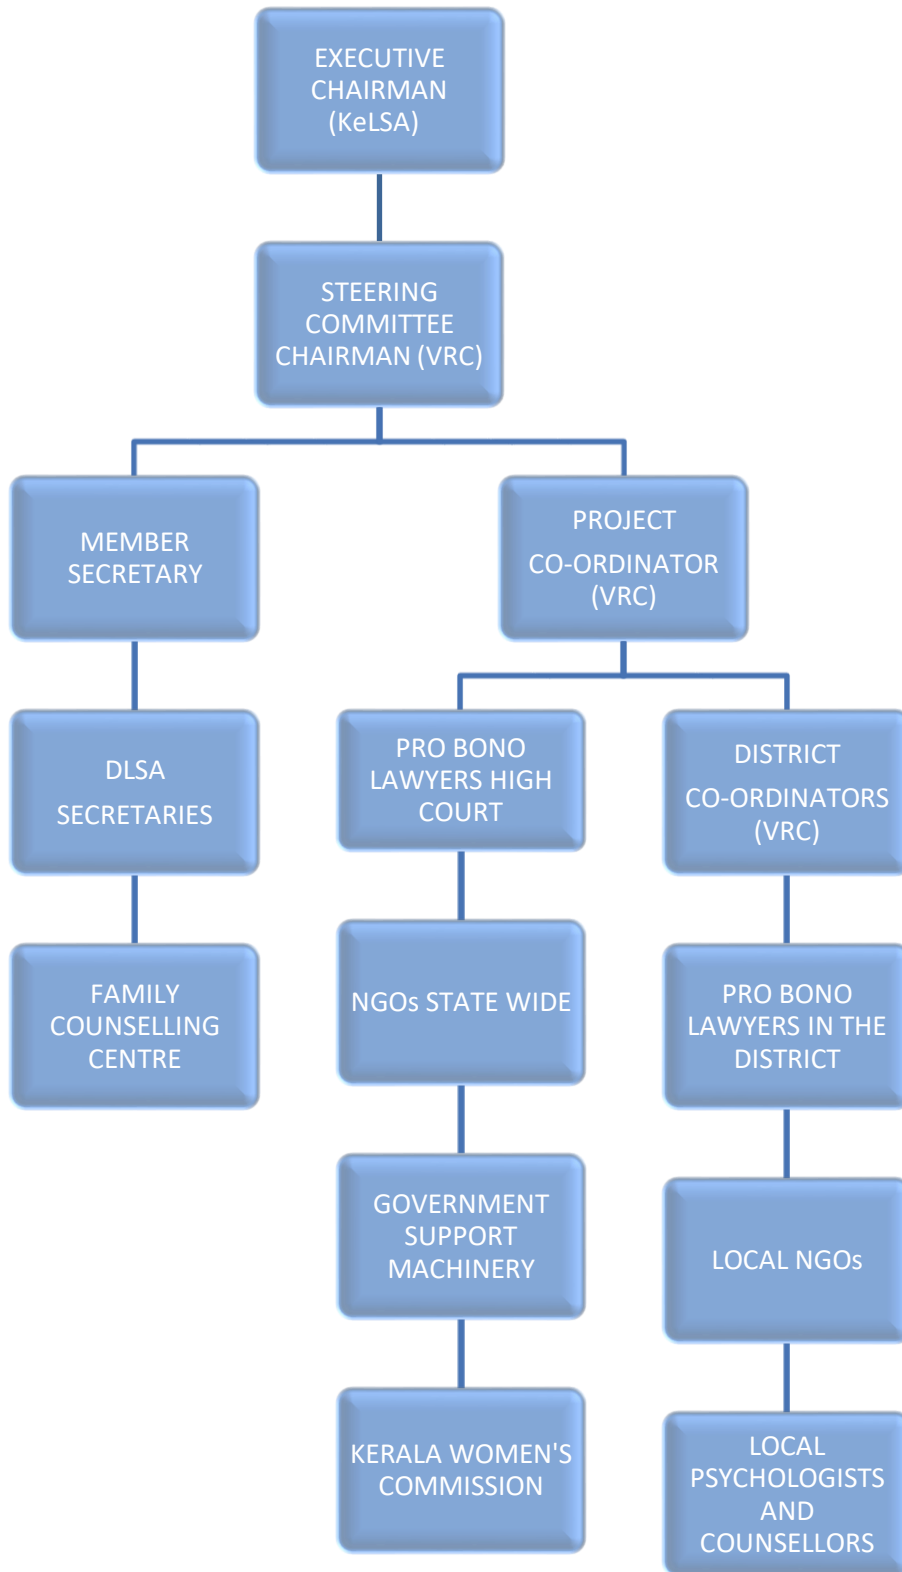 EXECUTIVE
CHAIRMAN
(KeLSA)
STEERING
COMMITTEE
CHAIRMAN (VRC)
MEMBER
SECRETARY
PROJECT
CO-ORDINATOR
(VRC)
DLSA
SECRETARIES
PRO BONO
LAWYERS HIGH
COURT
DISTRICT
CO-ORDINATORS
(VRC)
FAMILY
COUNSELLING
CENTRE
NGOs STATE WIDE
PRO BONO
LAWYERS IN THE
DISTRICT
GOVERNMENT
SUPPORT
MACHINERY
LOCAL NGOs
KERALA WOMEN'S
COMMISSION
LOCAL
PSYCHOLOGISTS
AND
COUNSELLORS